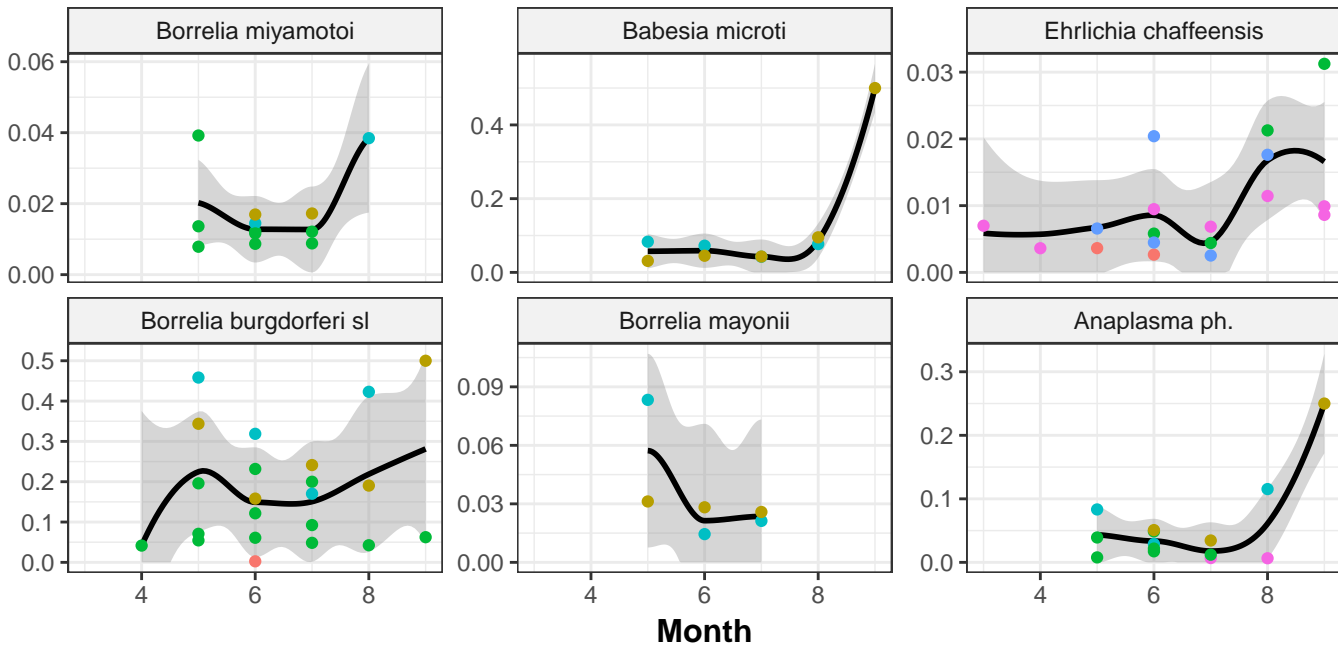 Borrelia miyamotoi
Babesia microti
Ehrlichia chaffeensis
0.06
0.04
0.02
0.00
0.4
0.2
0.0
0.03
0.02
0.01
0.00
Borrelia burgdorferi sl
Borrelia mayonii
Anaplasma ph.
0.5
0.4
0.3
0.2
0.1
0.0
0.09
0.06
0.03
0.00
0.3
0.2
0.1
0.0
4 6 8
4 6 8
4 6 8
Month